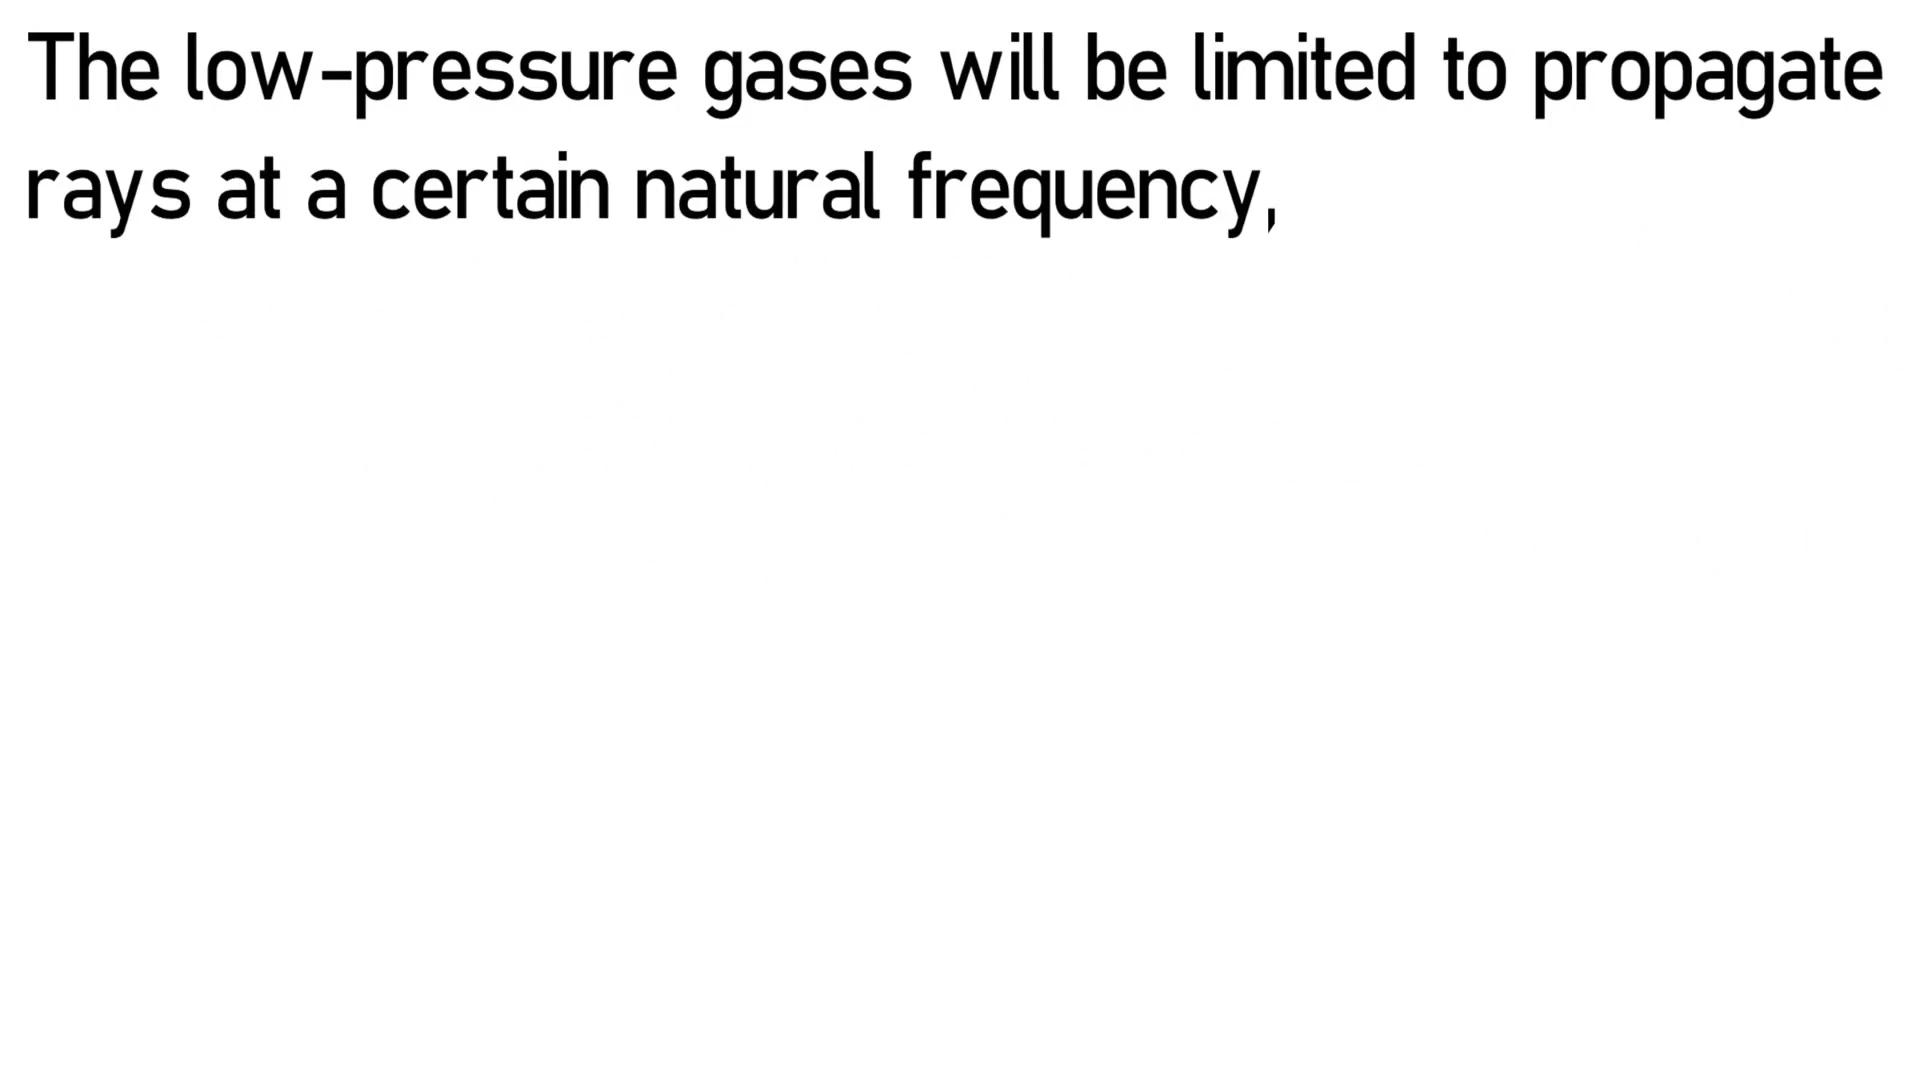 The low-pressure gases will be limited to propagate
rays at a certain natural frequency,